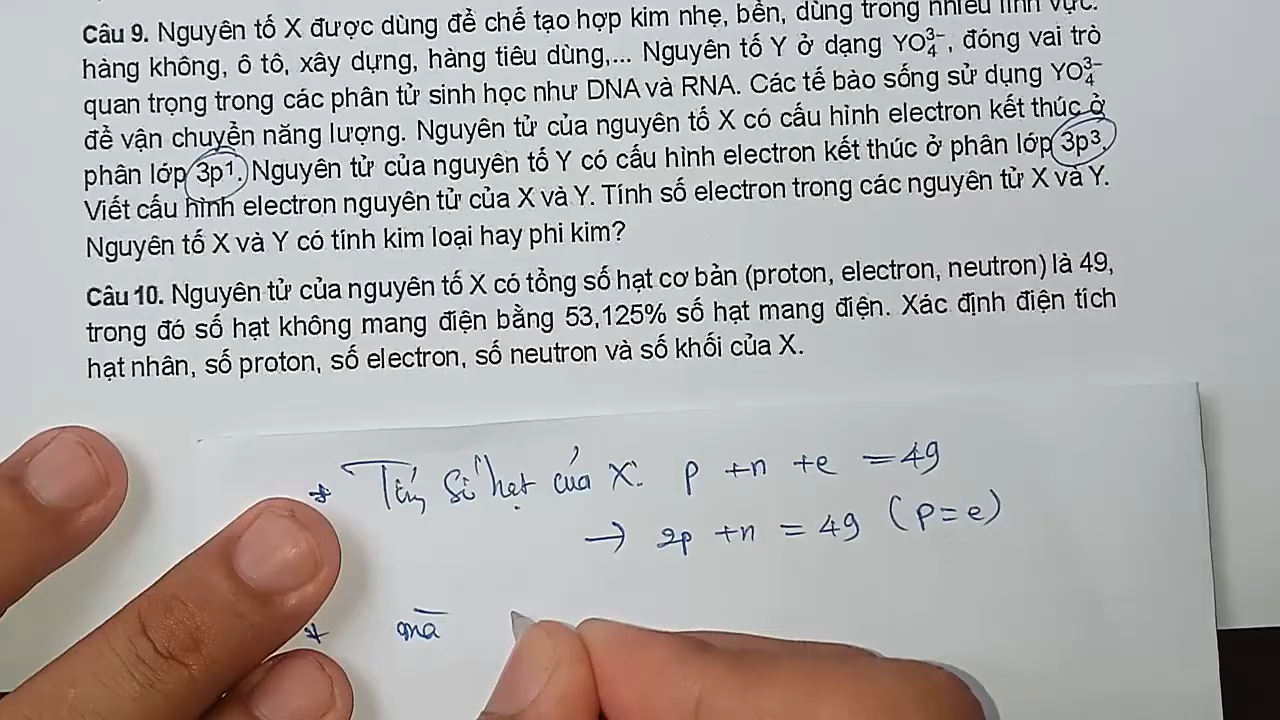 Câu 9. Nguyên tố X được dùng để chế tạo hợp kim nhẹ, bền, dùng trong nhiều lĩnh vực:
hàng không, ô tô, xây dựng, hàng tiêu dùng,... Nguyên tố Y ở dạng YO₄³⁻, đóng vai trò
quan trọng trong các phân tử sinh học như DNA và RNA. Các tế bào sống sử dụng YO₄³⁻
để vận chuyển năng lượng. Nguyên tử của nguyên tố X có cấu hình electron kết thúc ở
phân lớp 3p¹. Nguyên tử của nguyên tố Y có cấu hình electron kết thúc ở phân lớp 3p³.
Viết cấu hình electron nguyên tử của X và Y. Tính số electron trong các nguyên tử X và Y.
Nguyên tố X và Y có tính kim loại hay phi kim?
Câu 10. Nguyên tử của nguyên tố X có tổng số hạt cơ bản (proton, electron, neutron) là 49,
trong đó số hạt không mang điện bằng 53,125% số hạt mang điện. Xác định điện tích
hạt nhân, số proton, số electron, số neutron và số khối của X.
* Tổng số hạt của X: p + n + e = 49
→ 2p + n = 49 (p = e)
* mà